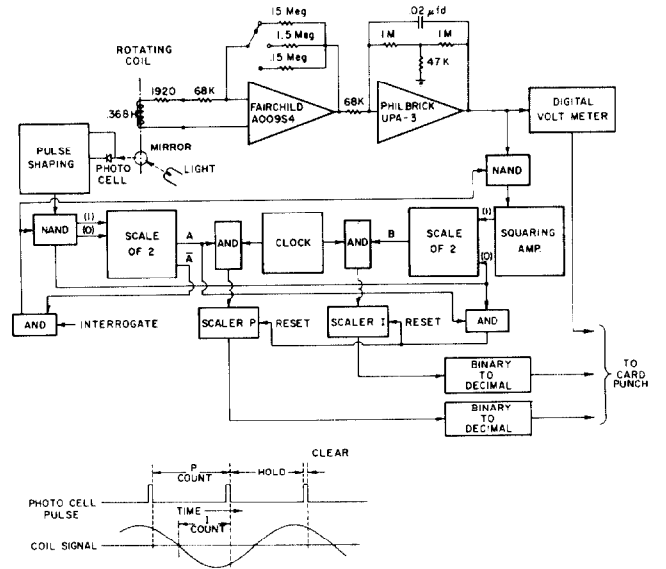 .02 μfd
.15 Meg
1M
1M
1.5 Meg
ROTATING
COIL
.15 Meg
47K
1920
68K
.368H
FAIRCHILD
A009S4
68K
PHILBRICK
UPA-3
DIGITAL
VOLT METER
PULSE
SHAPING
MIRROR
PHOTO
CELL
LIGHT
NAND
NAND
(1)
(0)
SCALE
OF 2
A
A̅
AND
CLOCK
AND
B
SCALE
OF 2
(1)
(0)
SQUARING
AMP.
AND
INTERROGATE
SCALER P
RESET
SCALER I
RESET
AND
BINARY
TO
DECIMAL
BINARY
TO
DECIMAL
TO
CARD
PUNCH
CLEAR
P
COUNT
HOLD
PHOTO CELL
PULSE
TIME
I
COUNT
COIL SIGNAL